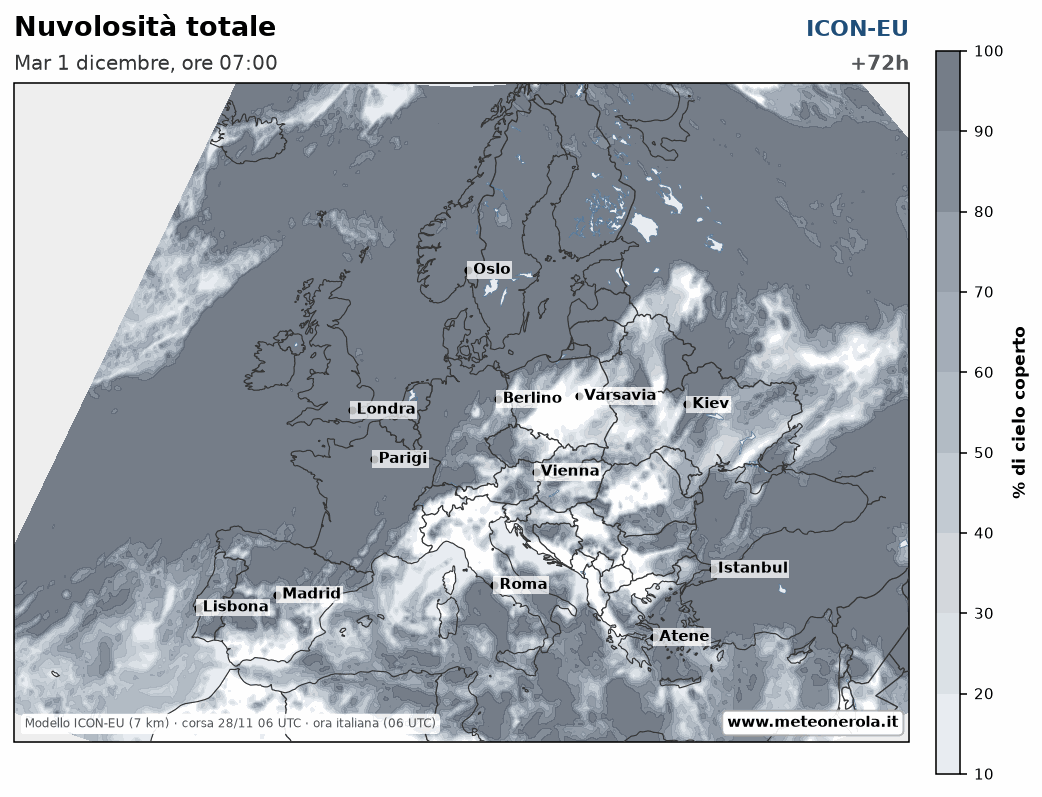 Nuvolosità totale
ICON-EU
Mar 1 dicembre, ore 07:00
+72h
Oslo
Berlino
Varsavia
Kiev
Londra
Parigi
Vienna
Istanbul
Roma
Madrid
Lisbona
Atene
Modello ICON-EU (7 km) · corsa 28/11 06 UTC · ora italiana (06 UTC)
www.meteonerola.it
100
90
80
70
60
50
40
30
20
10
% di cielo coperto